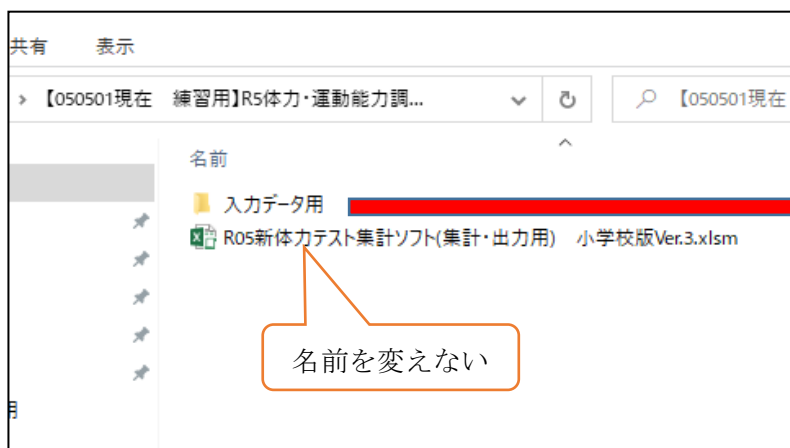 共有 表示
【050501現在 練習用】R5体力・運動能力調...
【050501現在
名前
入力データ用
R05新体力テスト集計ソフト(集計・出力用) 小学校版Ver.3.xlsm
名前を変えない